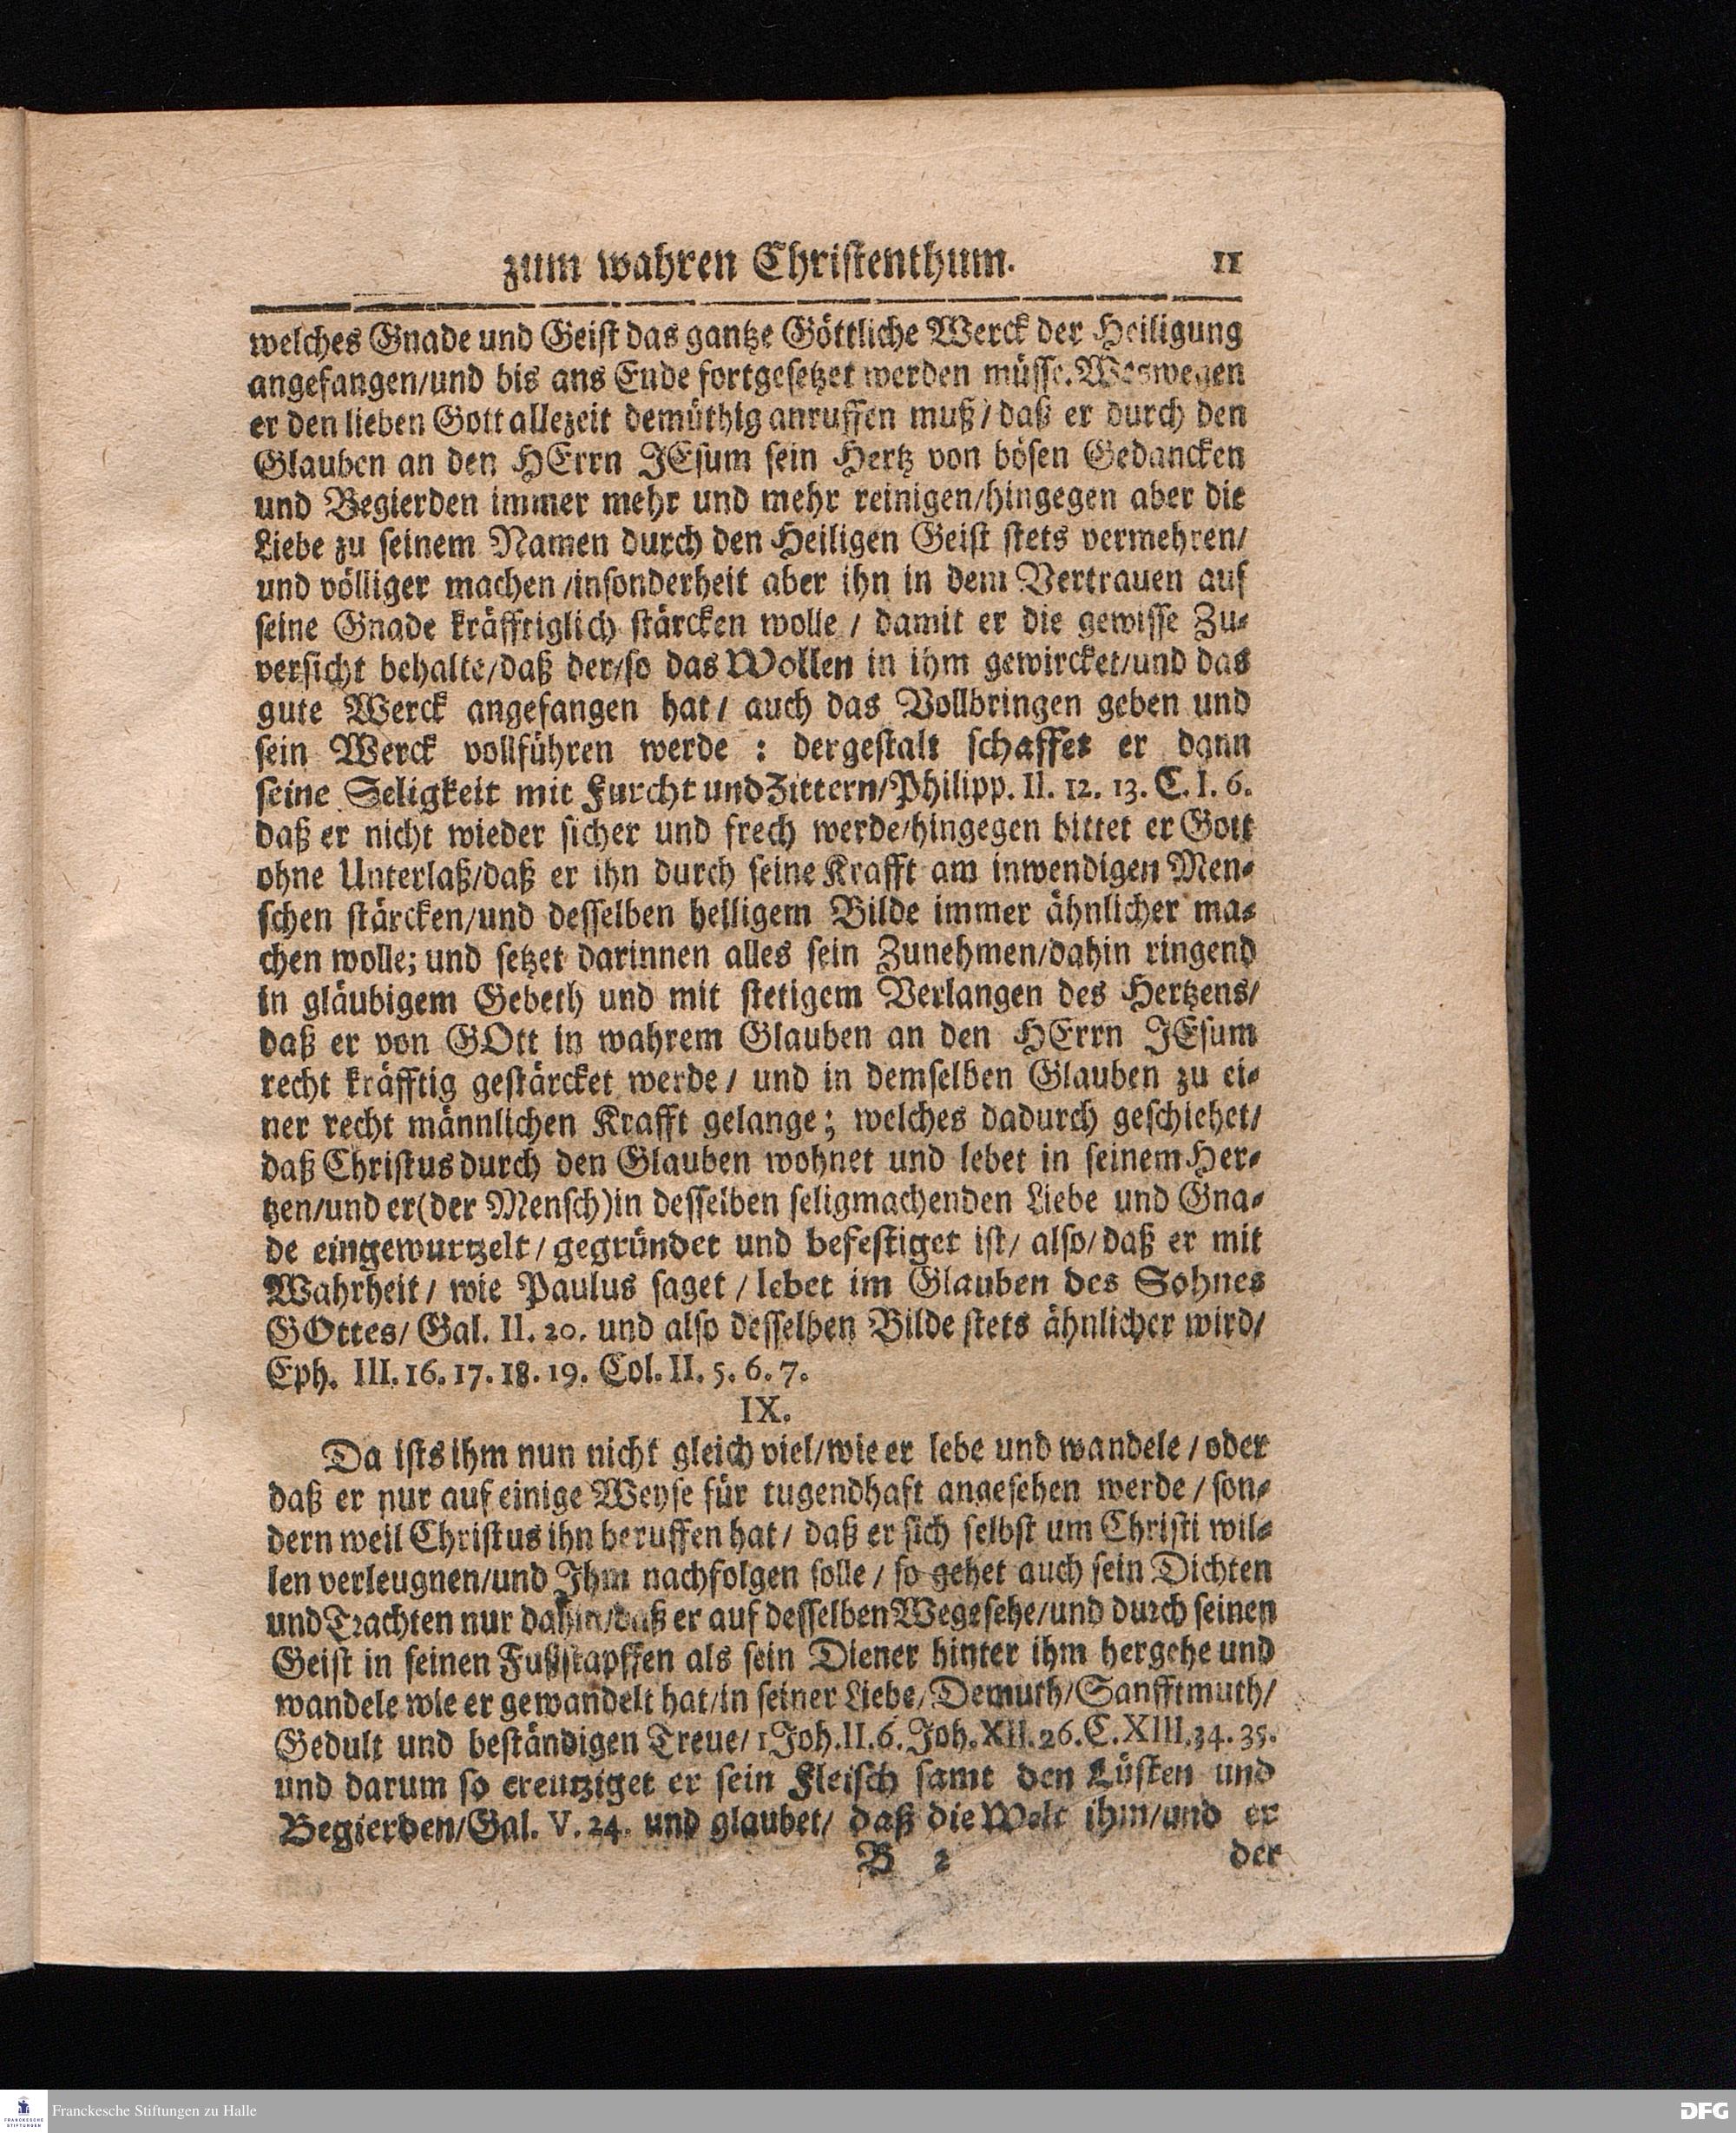 zum wahren Christenthum. 11
welches Gnade und Geist das gantze Göttliche Werck der Heiligung
angefangen/und bis ans Ende fortgesetzet werden müsse. Weswegen
er den lieben Gott allezeit demüthig anruffen muß/daß er durch den
Glauben an den HErrn JEsum sein Hertz von bösen Gedancken
und Begierden immer mehr und mehr reinigen/hingegen aber die
Liebe zu seinem Namen durch den Heiligen Geist stets vermehren/
und völliger machen/insonderheit aber ihn in dem Vertrauen auf
seine Gnade kräfftiglich stärcken wolle/ damit er die gewisse Zu-
versicht behalte/daß der/so das Wollen in ihm gewircket/und das
gute Werck angefangen hat/ auch das Vollbringen geben und
sein Werck vollführen werde : dergestalt schaffet er dann
seine Seligkeit mit Furcht und Zittern/Philipp. II. 12. 13. C. I. 6.
daß er nicht wieder sicher und frech werde/hingegen bittet er Gott
ohne Unterlaß/daß er ihn durch seine Krafft am inwendigen Men-
schen stärcken/und desselben heiligem Bilde immer ähnlicher ma-
chen wolle; und setzet darinnen alles sein Zunehmen/dahin ringend
in gläubigem Gebeth und mit stetigem Verlangen des Hertzens/
daß er von GOtt in wahrem Glauben an den HErrn JEsum
recht kräfftig gestärcket werde/ und in demselben Glauben zu ei-
ner recht männlichen Krafft gelange; welches dadurch geschiehet/
daß Christus durch den Glauben wohnet und lebet in seinem Her-
tzen/und er(der Mensch)in desselben seligmachenden Liebe und Gna-
de eingewurtzelt/gegründet und befestiget ist/ also/daß er mit
Wahrheit/ wie Paulus saget/lebet im Glauben des Sohnes
GOttes/ Gal. II. 20. und also desselben Bilde stets ähnlicher wird/
Eph. III. 16. 17. 18. 19. Col. II. 5. 6. 7.
IX.
Da ists ihm nun nicht gleich viel/wie er lebe und wandele/oder
daß er nur auf einige Weyse für tugendhaft angesehen werde/son-
dern weil Christus ihn beruffen hat/ daß er sich selbst um Christi wil-
len verleugnen/und Ihm nachfolgen solle/ so gehet auch sein Dichten
und Trachten nur dahin/daß er auf desselben Wege sehe/und durch seinen
Geist in seinen Fußstapffen als sein Diener hinter ihm hergehe und
wandele wie er gewandelt hat/in seiner Liebe/Demuth/Sanfftmuth/
Gedult und beständigen Treue/ 1 Joh. II. 6. Joh. XII. 26. C. XIII. 34. 35.
und darum so creutziget er sein Fleisch samt den Lüsten und
Begierden/Gal. V. 24. und glaubet/ daß die Welt ihm/und er
B 2 der
FRANCKESCHE STIFTUNGEN
Franckesche Stiftungen zu Halle
DFG